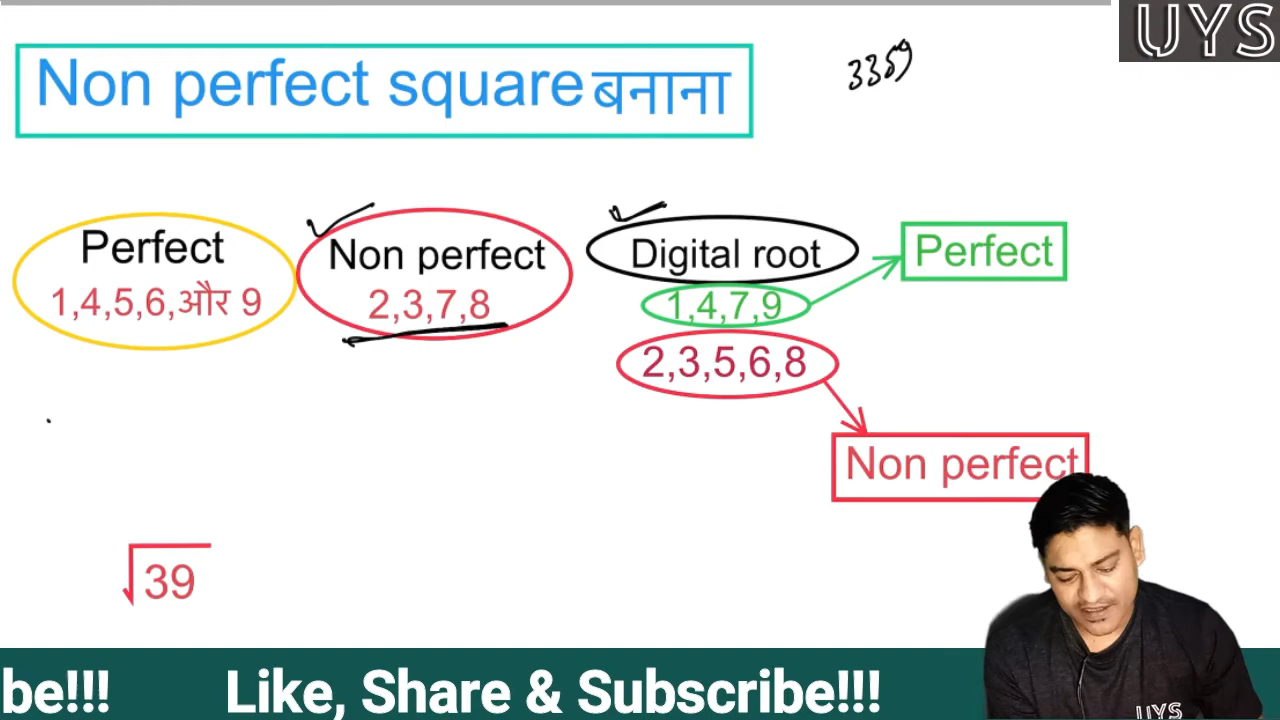 UYS
Non perfect square बनाना
3359
Perfect
1,4,5,6,और 9
Non perfect
2,3,7,8
Digital root
1,4,7,9
2,3,5,6,8
Perfect
Non perfect
√39
be!!! Like, Share & Subscribe!!!
UYS